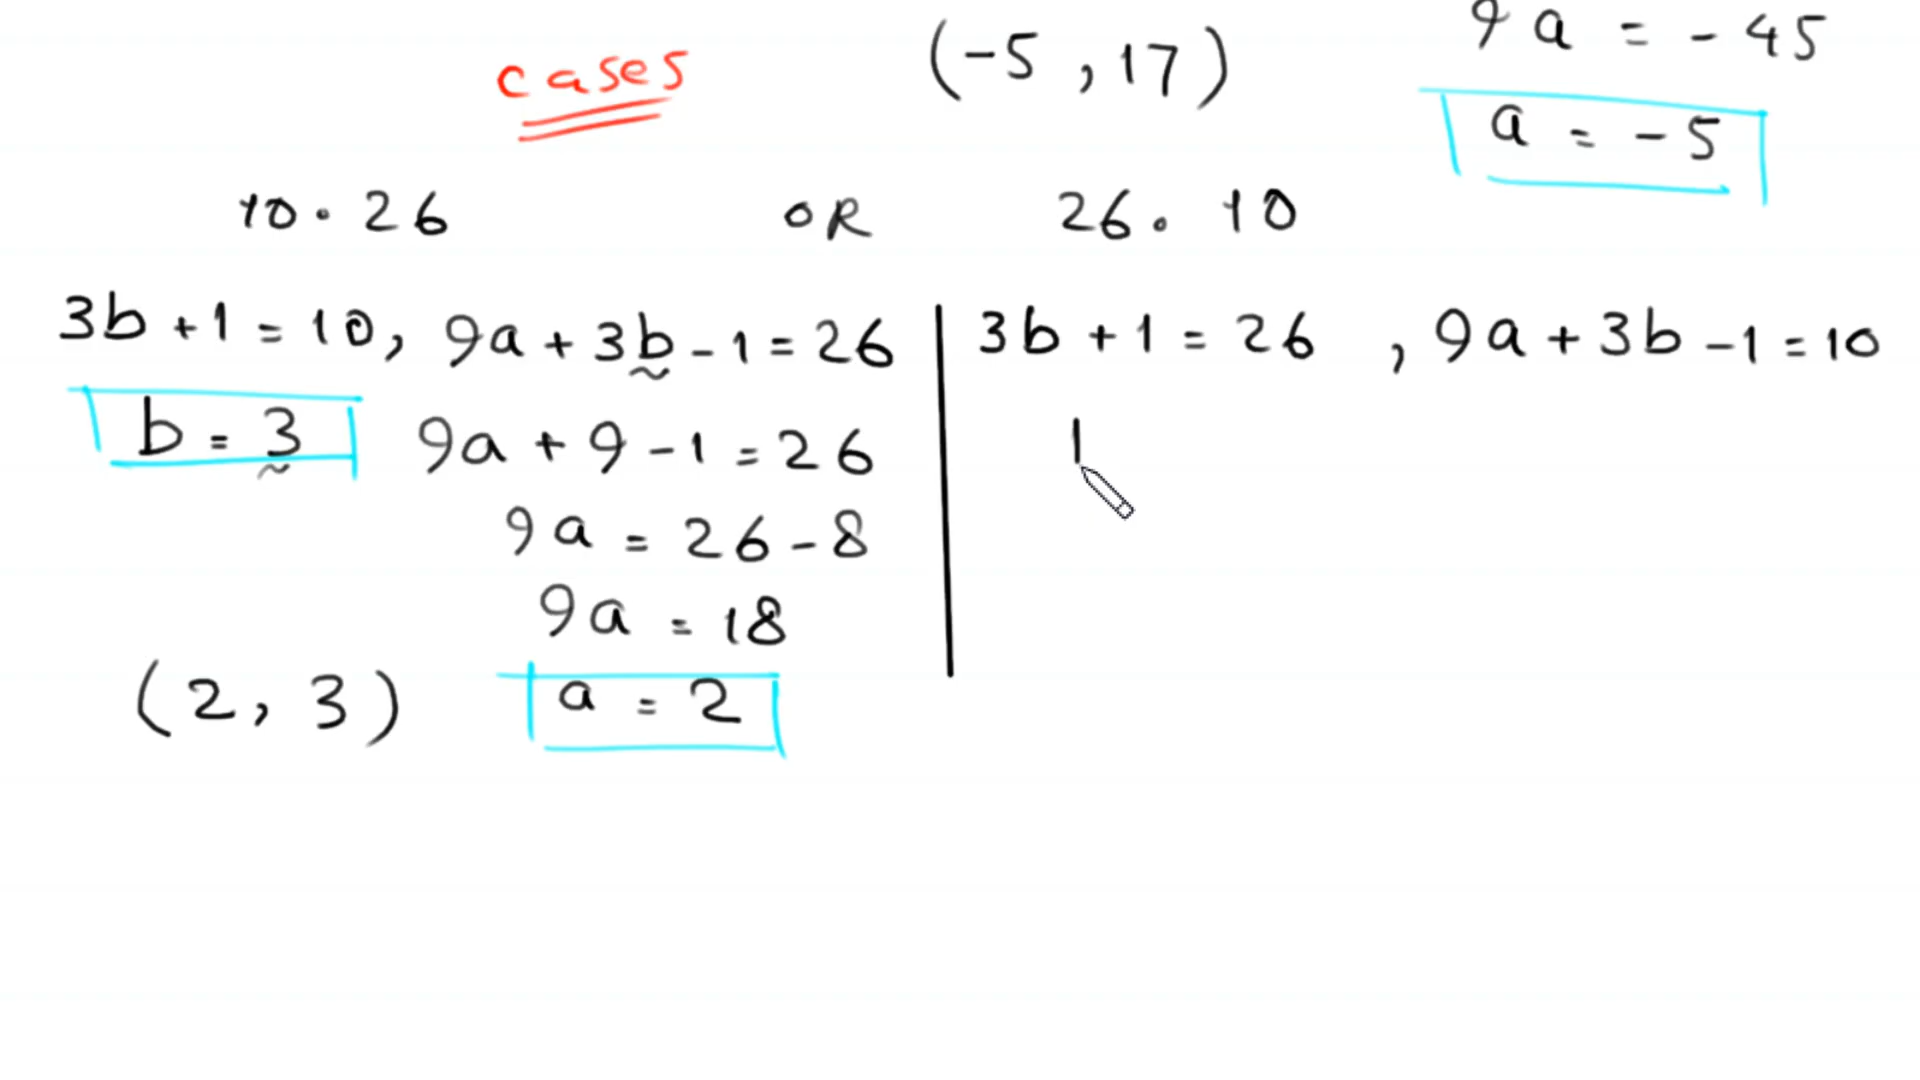 9a = -45
cases
(-5, 17)
a = -5
10 . 26 OR 26 . 10
3b + 1 = 10, 9a + 3b - 1 = 26
b = 3
9a + 9 - 1 = 26
9a = 26 - 8
9a = 18
a = 2
(2, 3)
3b + 1 = 26, 9a + 3b - 1 = 10